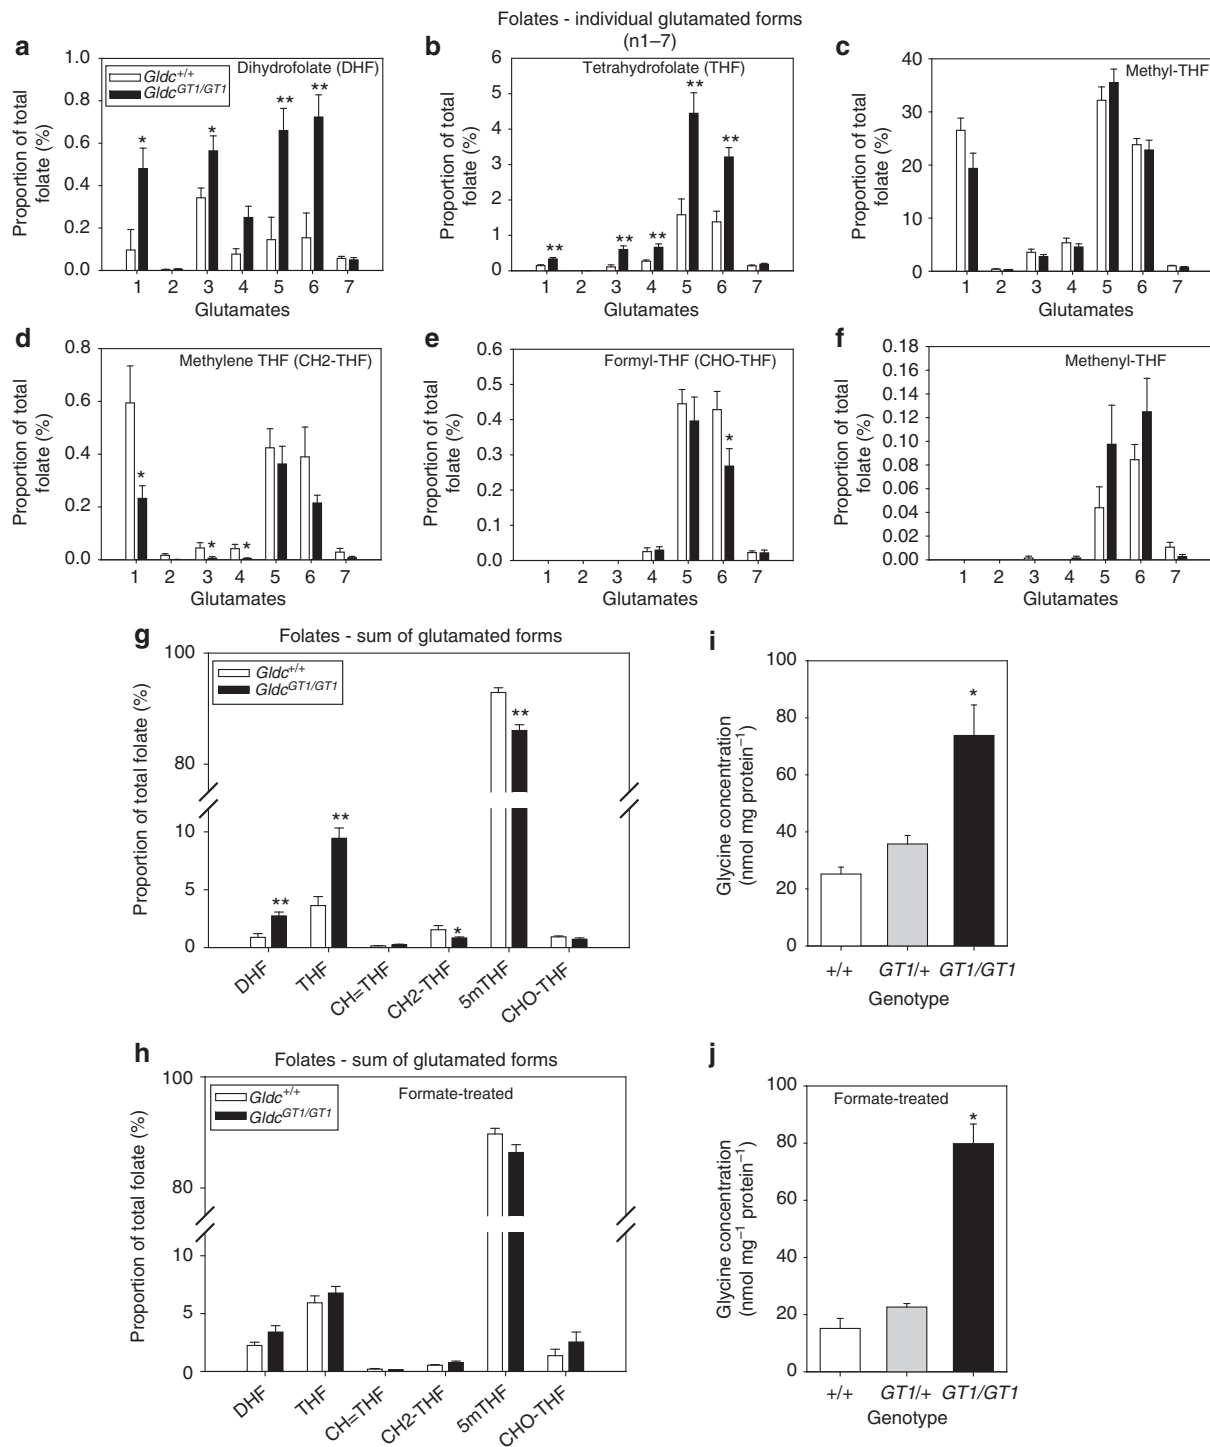 Folates - individual glutamated forms
(n1–7)
a
Proportion of total
folate (%)
1.0
0.8
0.6
0.4
0.2
0.0
Dihydrofolate (DHF)
Gldc+/+
GldcGT1/GT1
*
*
**
**
1 2 3 4 5 6 7
Glutamates
b
Proportion of total
folate (%)
6
5
4
3
2
1
0
Tetrahydrofolate (THF)
**
**
**
**
**
1 2 3 4 5 6 7
Glutamates
c
Proportion of total
folate (%)
40
30
20
10
0
Methyl-THF
1 2 3 4 5 6 7
Glutamates
d
Proportion of total
folate (%)
0.8
0.6
0.4
0.2
0.0
Methylene THF (CH2-THF)
*
*
*
1 2 3 4 5 6 7
Glutamates
e
Proportion of total
folate (%)
0.6
0.5
0.4
0.3
0.2
0.1
0.0
Formyl-THF (CHO-THF)
*
1 2 3 4 5 6 7
Glutamates
f
Proportion of total
folate (%)
0.18
0.16
0.14
0.12
0.10
0.08
0.06
0.04
0.02
0.00
Methenyl-THF
1 2 3 4 5 6 7
Glutamates
g
Folates - sum of glutamated forms
Proportion of total folate (%)
100
80
10
5
0
Gldc+/+
GldcGT1/GT1
**
**
*
**
DHF THF CH=THF CH2-THF 5mTHF CHO-THF
i
Glycine concentration
(nmol mg protein−1)
100
80
60
40
20
0
*
+/+ GT1/+ GT1/GT1
Genotype
h
Folates - sum of glutamated forms
Proportion of total folate (%)
100
80
10
5
0
Gldc+/+
GldcGT1/GT1
Formate-treated
DHF THF CH=THF CH2-THF 5mTHF CHO-THF
j
Glycine concentration
(nmol mg−1 protein−1)
100
80
60
40
20
0
Formate-treated
*
+/+ GT1/+ GT1/GT1
Genotype